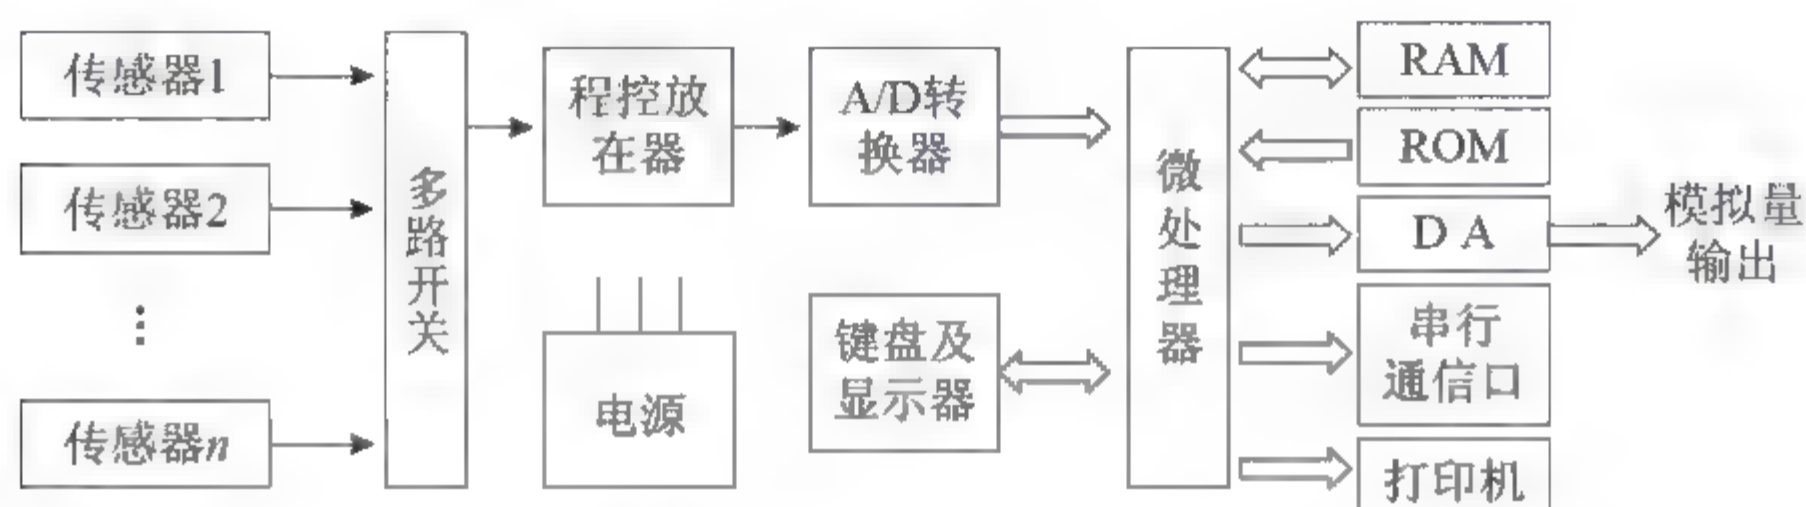 传感器1
传感器2
传感器n
多路开关
程控放
在器
A/D转
换器
电源
键盘及
显示器
微处理器
RAM
ROM
D A
模拟量
输出
串行
通信口
打印机